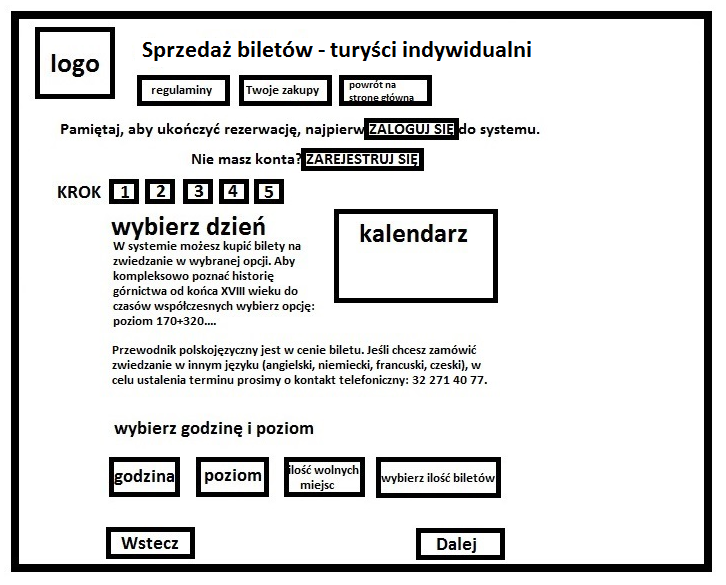 logo
Sprzedaż biletów - turyści indywidualni
regulaminy
Twoje zakupy
powrót na
stronę główną
Pamiętaj, aby ukończyć rezerwację, najpierw ZALOGUJ SIĘ do systemu.
Nie masz konta? ZAREJESTRUJ SIĘ
KROK 1 2 3 4 5
wybierz dzień
W systemie możesz kupić bilety na
zwiedzanie w wybranej opcji. Aby
kompleksowo poznać historię
górnictwa od końca XVIII wieku do
czasów współczesnych wybierz opcję:
poziom 170+320....
kalendarz
Przewodnik polskojęzyczny jest w cenie biletu. Jeśli chcesz zamówić
zwiedzanie w innym języku (angielski, niemiecki, francuski, czeski), w
celu ustalenia terminu prosimy o kontakt telefoniczny: 32 271 40 77.
wybierz godzinę i poziom
godzina
poziom
ilość wolnych
miejsc
wybierz ilość biletów
Wstecz
Dalej